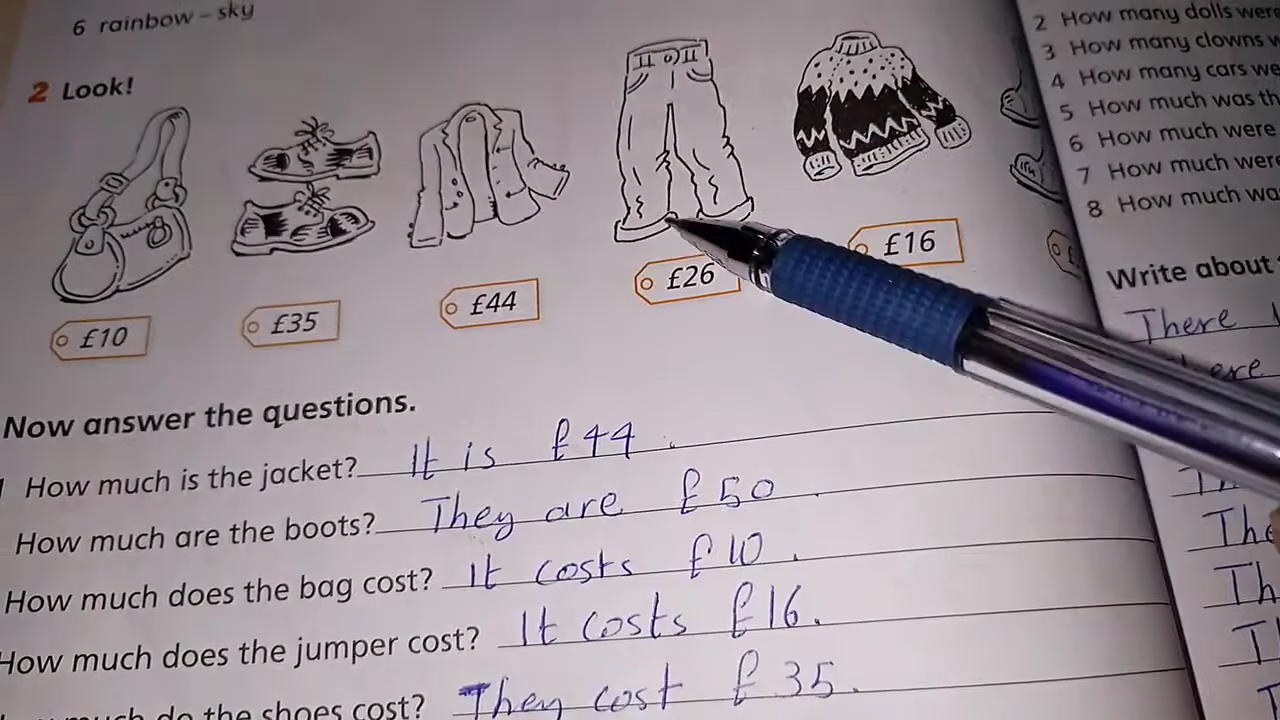 6 rainbow – sky
2 Look!
£10
£35
£44
£26
£16
Now answer the questions.
How much is the jacket? It is £44.
How much are the boots? They are £50.
How much does the bag cost? It costs £10.
How much does the jumper cost? It costs £16.
much do the shoes cost? They cost £35.
2 How many dolls were
3 How many clowns
4 How many cars we
5 How much was th
6 How much were
7 How much were
8 How much wa
Write about
There
ere
The
Th
T